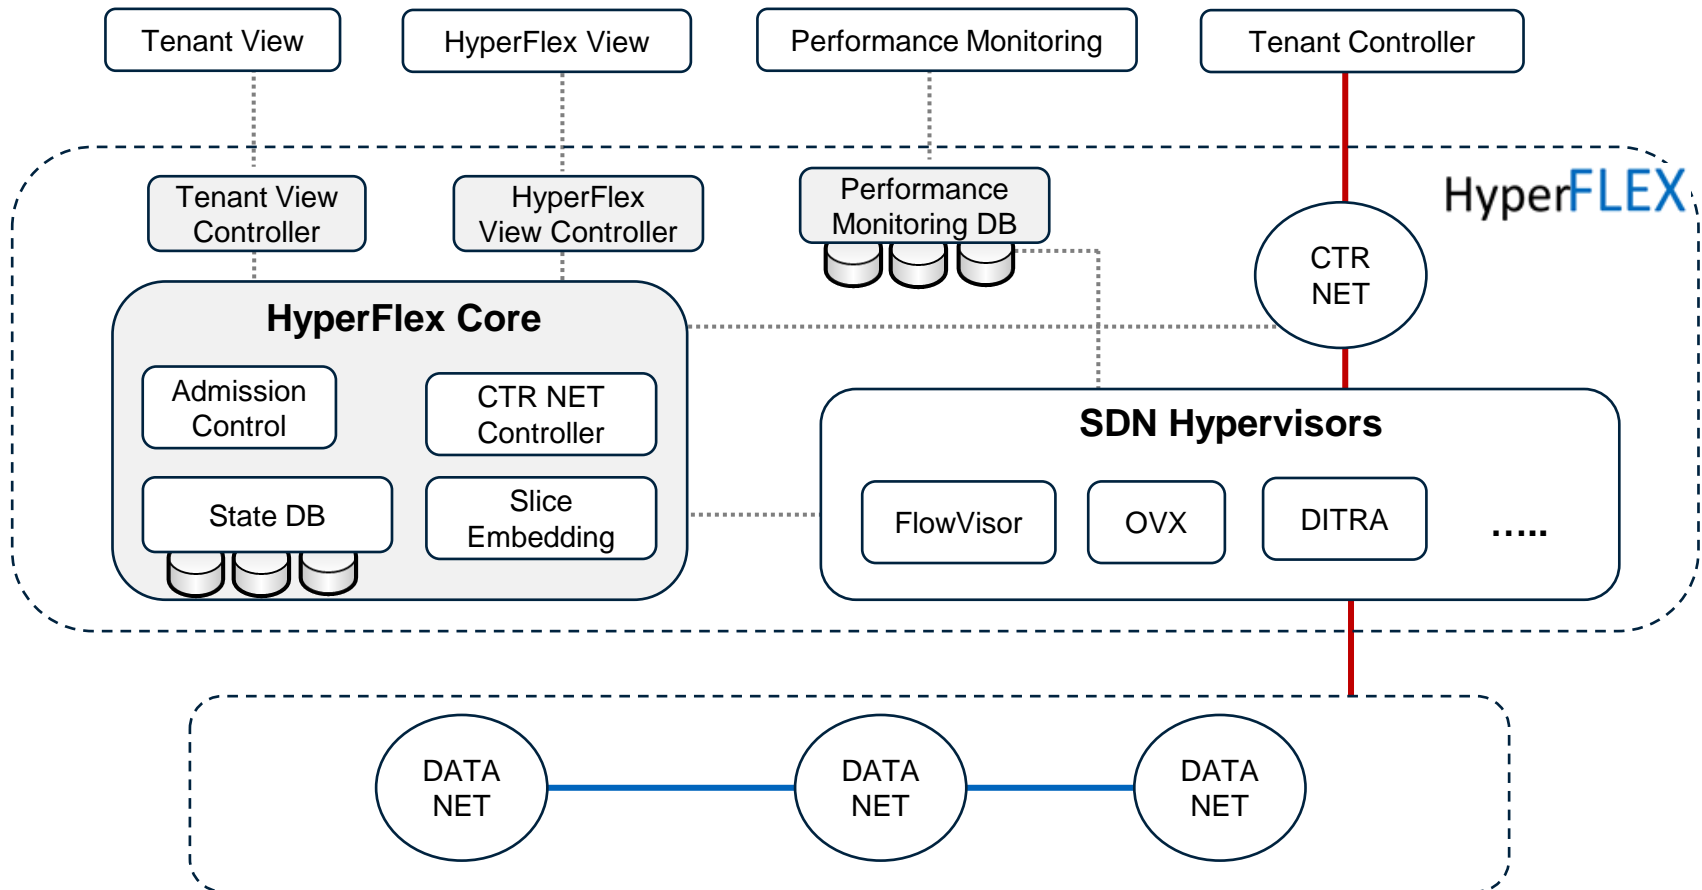 Tenant View
HyperFlex View
Performance Monitoring
Tenant Controller
Tenant View
Controller
HyperFlex
View Controller
Performance
Monitoring DB
HyperFLEX
CTR
NET
HyperFlex Core
Admission
Control
CTR NET
Controller
State DB
Slice
Embedding
SDN Hypervisors
FlowVisor
OVX
DITRA
.....
DATA
NET
DATA
NET
DATA
NET